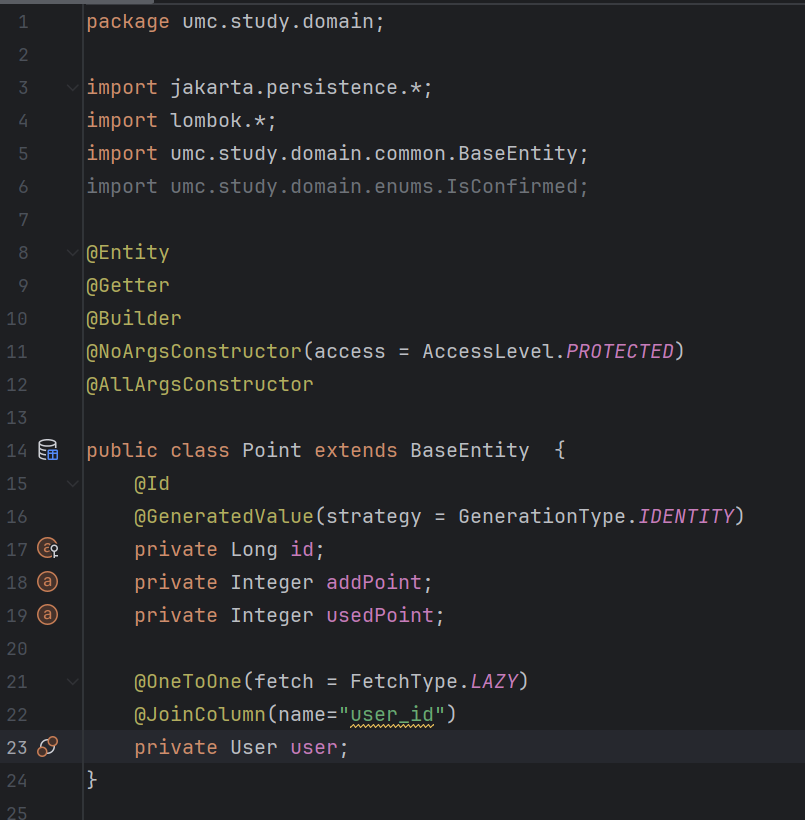 1 package umc.study.domain;
2
3 import jakarta.persistence.*;
4 import lombok.*;
5 import umc.study.domain.common.BaseEntity;
6 import umc.study.domain.enums.IsConfirmed;
7
8 @Entity
9 @Getter
10 @Builder
11 @NoArgsConstructor(access = AccessLevel.PROTECTED)
12 @AllArgsConstructor
13
14 public class Point extends BaseEntity  {
15     @Id
16     @GeneratedValue(strategy = GenerationType.IDENTITY)
17     private Long id;
18     private Integer addPoint;
19     private Integer usedPoint;
20
21     @OneToOne(fetch = FetchType.LAZY)
22     @JoinColumn(name="user_id")
23     private User user;
24 }
25